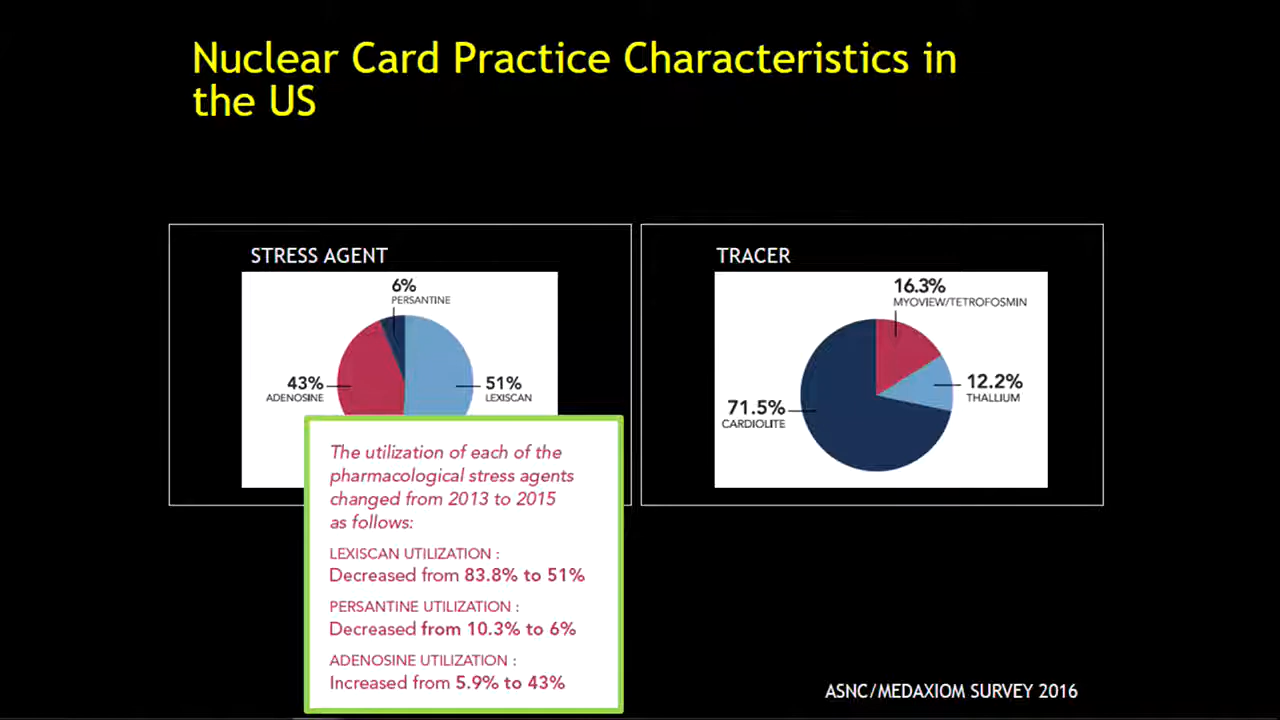 Nuclear Card Practice Characteristics in
the US
STRESS AGENT
6%
PERSANTINE
43%
ADENOSINE
51%
LEXISCAN
The utilization of each of the
pharmacological stress agents
changed from 2013 to 2015
as follows:
LEXISCAN UTILIZATION :
Decreased from 83.8% to 51%
PERSANTINE UTILIZATION :
Decreased from 10.3% to 6%
ADENOSINE UTILIZATION :
Increased from 5.9% to 43%
TRACER
16.3%
MYOVIEW/TETROFOSMIN
12.2%
THALLIUM
71.5%
CARDIOLITE
ASNC/MEDAXIOM SURVEY 2016